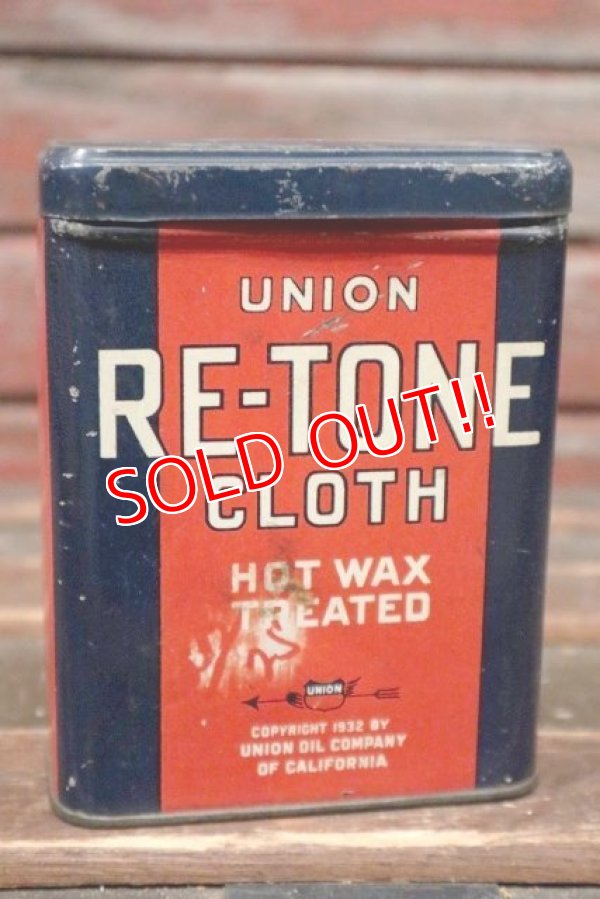 UNION
RE-TONE
SOLD OUT!!
CLOTH
HOT WAX
TREATED
UNION
COPYRIGHT 1932 BY
UNION OIL COMPANY
OF CALIFORNIA